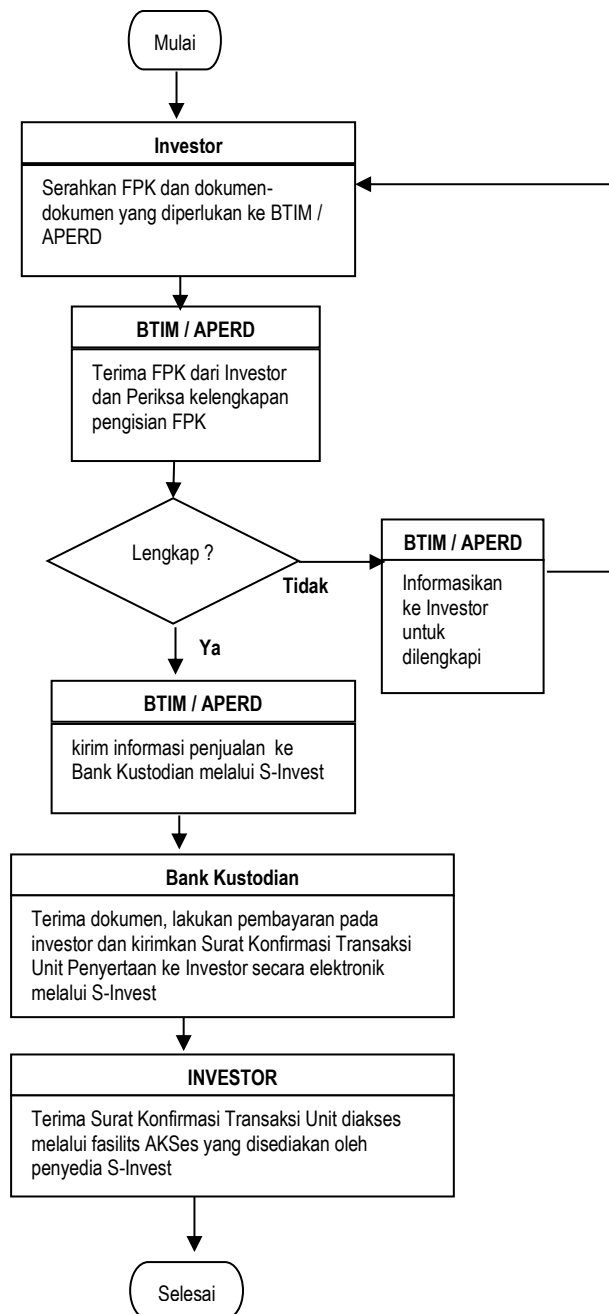 Mulai
Investor
Serahkan FPK dan dokumen-
dokumen yang diperlukan ke BTIM /
APERD
BTIM / APERD
Terima FPK dari Investor
dan Periksa kelengkapan
pengisian FPK
Lengkap ?
Tidak
BTIM / APERD
Informasikan
ke Investor
untuk
dilengkapi
Ya
BTIM / APERD
kirim informasi penjualan ke
Bank Kustodian melalui S-Invest
Bank Kustodian
Terima dokumen, lakukan pembayaran pada
investor dan kirimkan Surat Konfirmasi Transaksi
Unit Penyertaan ke Investor secara elektronik
melalui S-Invest
INVESTOR
Terima Surat Konfirmasi Transaksi Unit diakses
melalui fasilits AKSes yang disediakan oleh
penyedia S-Invest
Selesai